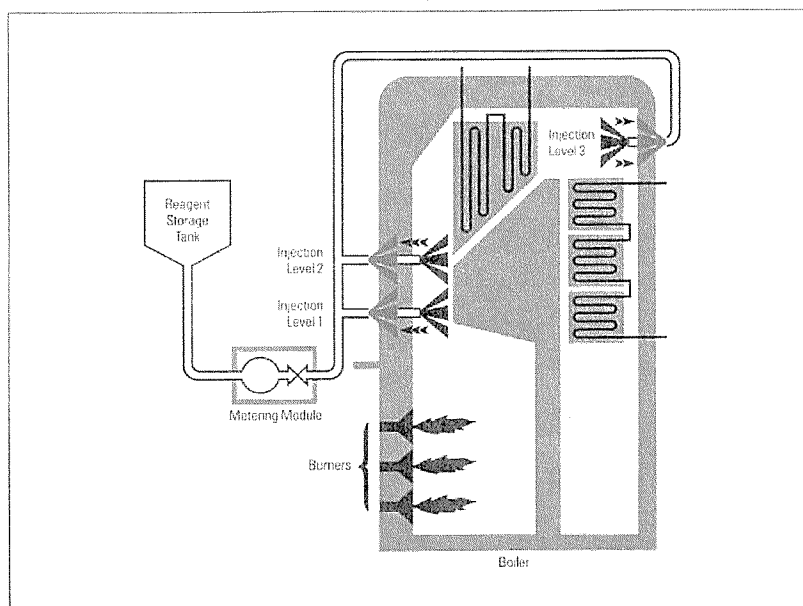 Injection
Level 3
Reagent
Storage
Tank
Injection
Level 2
Injection
Level 1
Metering Module
Burners
Boiler